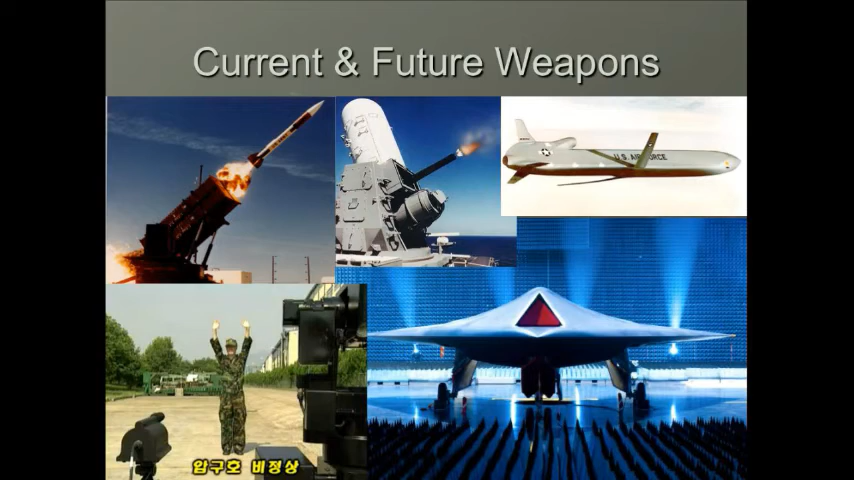 Current & Future Weapons
U.S. AIR FORCE
암구호 비정상